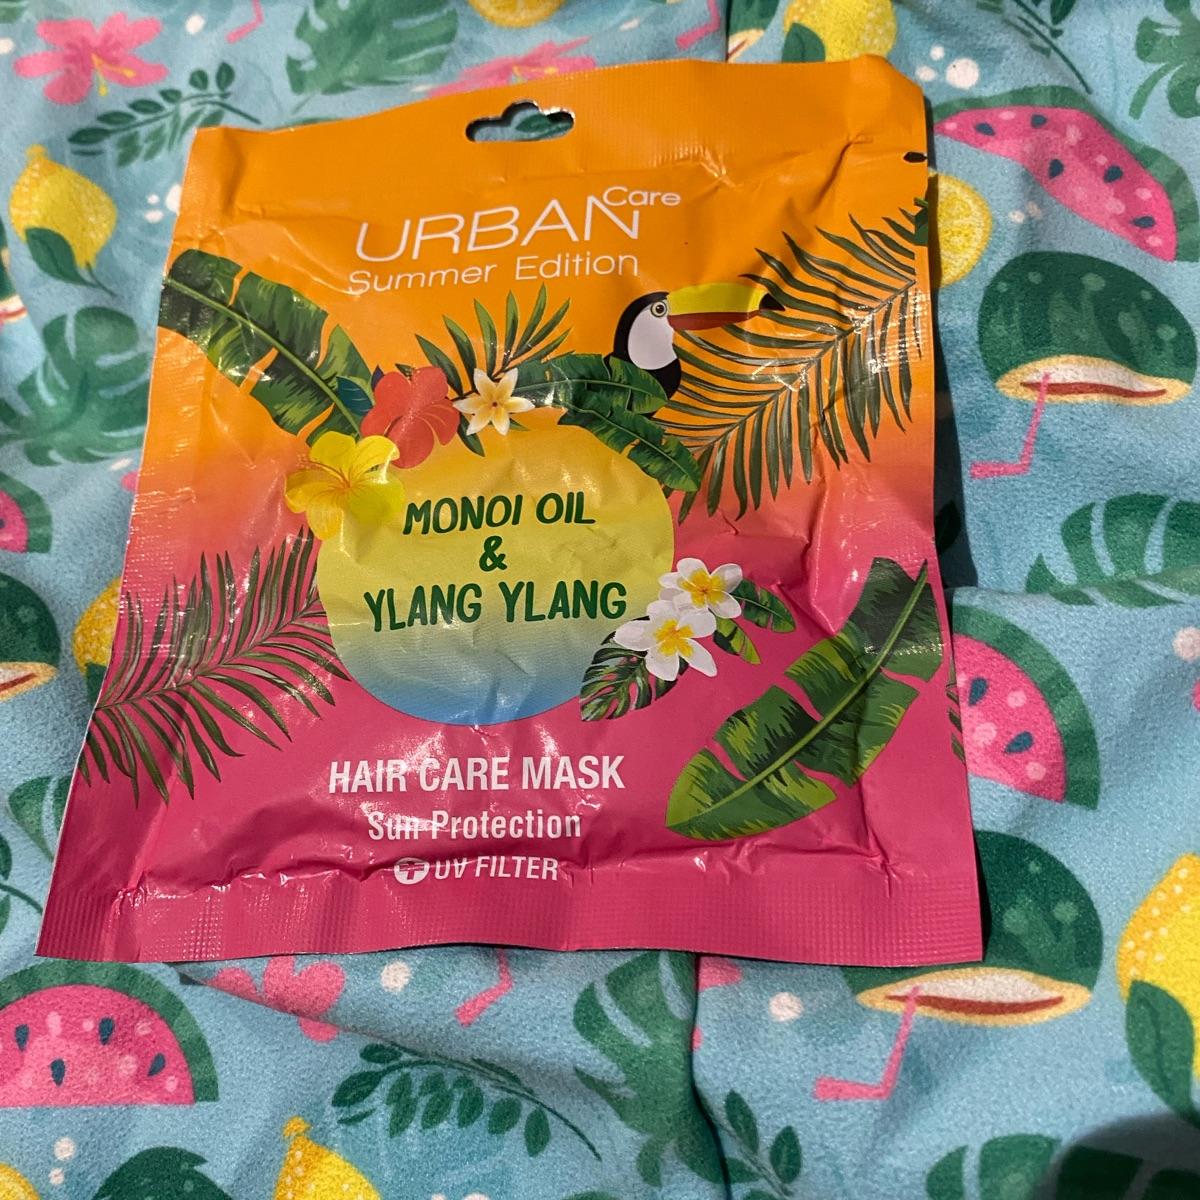 URBAN Care
Summer Edition
MONOI OIL
&
YLANG YLANG
HAIR CARE MASK
Sun Protection
+ UV FILTER